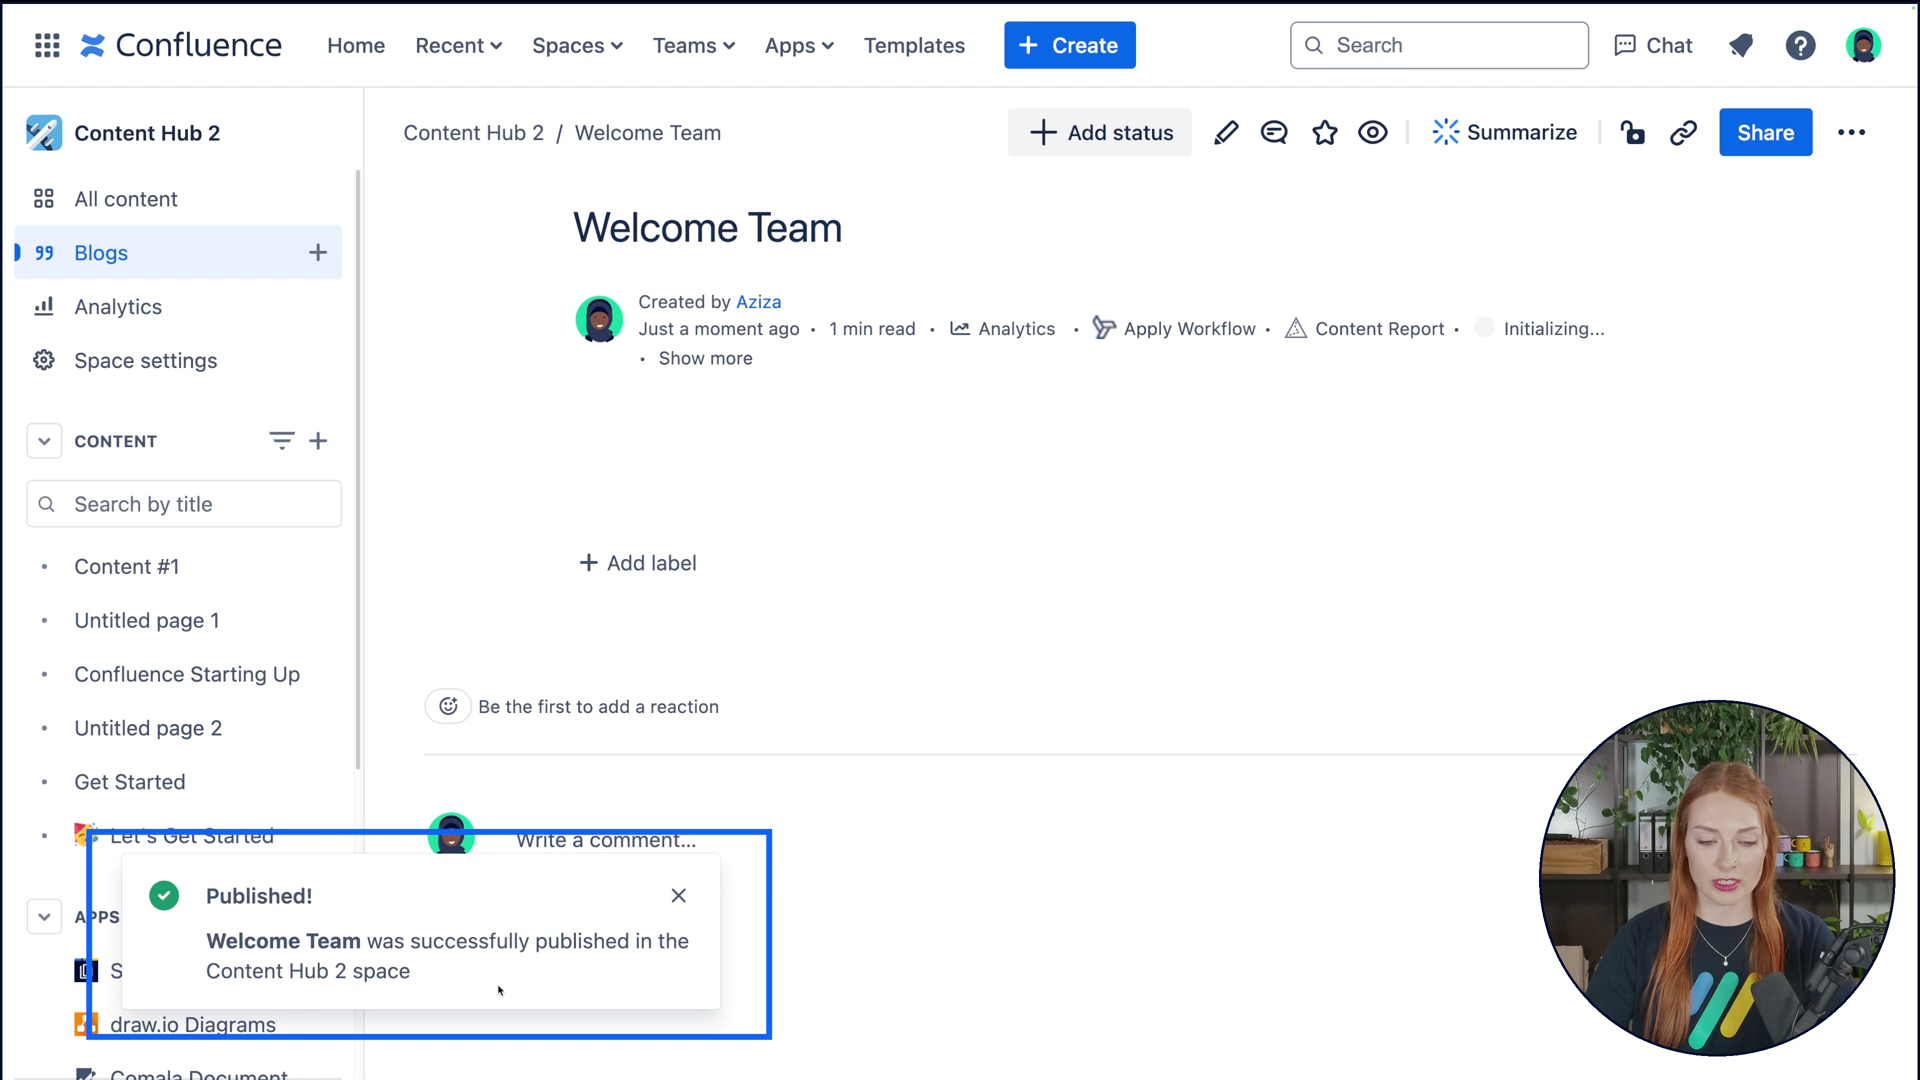 Confluence Home Recent Spaces Teams Apps Templates + Create Search Chat
Content Hub 2
All content
Blogs
Analytics
Space settings
CONTENT
Search by title
Content #1
Untitled page 1
Confluence Starting Up
Untitled page 2
Get Started
Let's Get Started
APPS
S
draw.io Diagrams
Comala Document
Content Hub 2 / Welcome Team
+ Add status
Summarize
Share
Welcome Team
Created by Aziza
Just a moment ago • 1 min read • Analytics • Apply Workflow • Content Report • Initializing...
• Show more
+ Add label
Be the first to add a reaction
Write a comment...
Published!
Welcome Team was successfully published in the
Content Hub 2 space